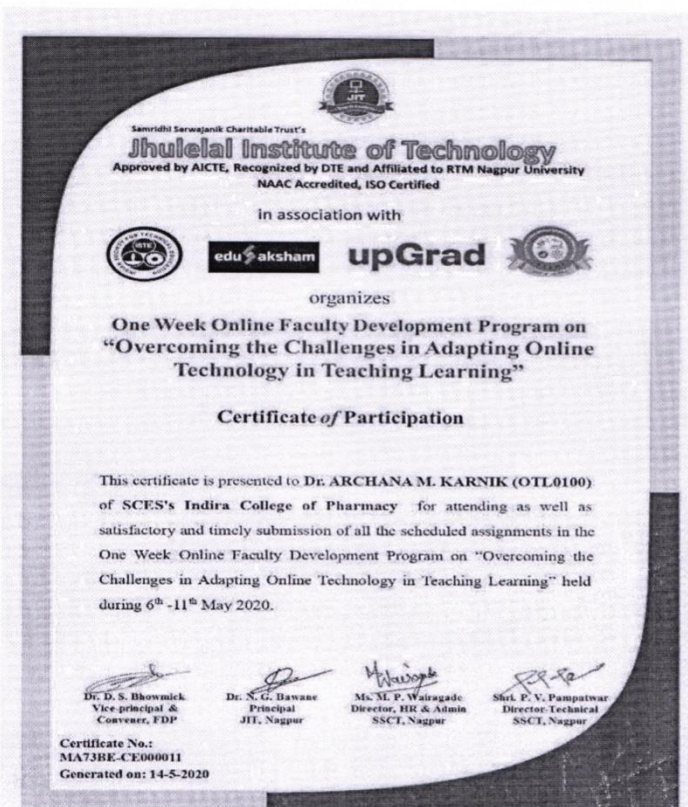 JIT
Samridhi Sarwajanik Charitable Trust's
Jhulelal Institute of Technology
Approved by AICTE, Recognized by DTE and Affiliated to RTM Nagpur University
NAAC Accredited, ISO Certified
in association with
ISTE
edu Saksham
upGrad
organizes
One Week Online Faculty Development Program on
“Overcoming the Challenges in Adapting Online
Technology in Teaching Learning”
Certificate of Participation
This certificate is presented to Dr. ARCHANA M. KARNIK (OTL0100)
of SCES's Indira College of Pharmacy for attending as well as
satisfactory and timely submission of all the scheduled assignments in the
One Week Online Faculty Development Program on “Overcoming the
Challenges in Adapting Online Technology in Teaching Learning” held
during 6th -11th May 2020.
Dr. D. S. Bhowmick
Vice-principal &
Convener, FDP
Dr. N. G. Bawane
Principal
JIT, Nagpur
Ms. M. P. Wairagade
Director, HR & Admin
SSCT, Nagpur
Shri. P. V. Pampatwar
Director-Technical
SSCT, Nagpur
Certificate No.:
MA73BE-CE000011
Generated on: 14-5-2020